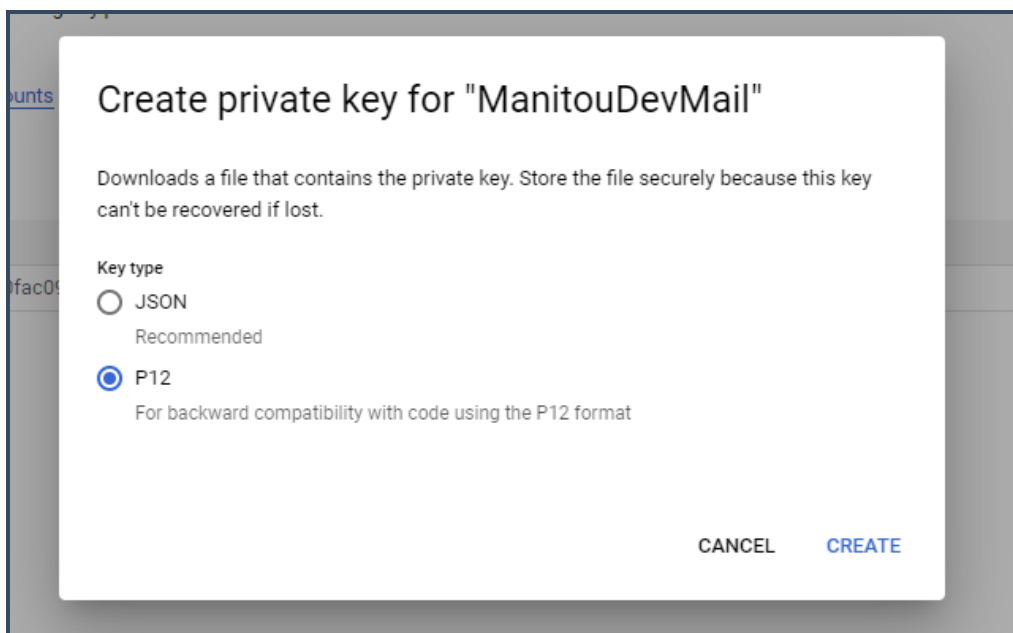 ounts
Create private key for "ManitouDevMail"
Downloads a file that contains the private key. Store the file securely because this key
can't be recovered if lost.
Key type
JSON
Recommended
P12
For backward compatibility with code using the P12 format
CANCEL
CREATE